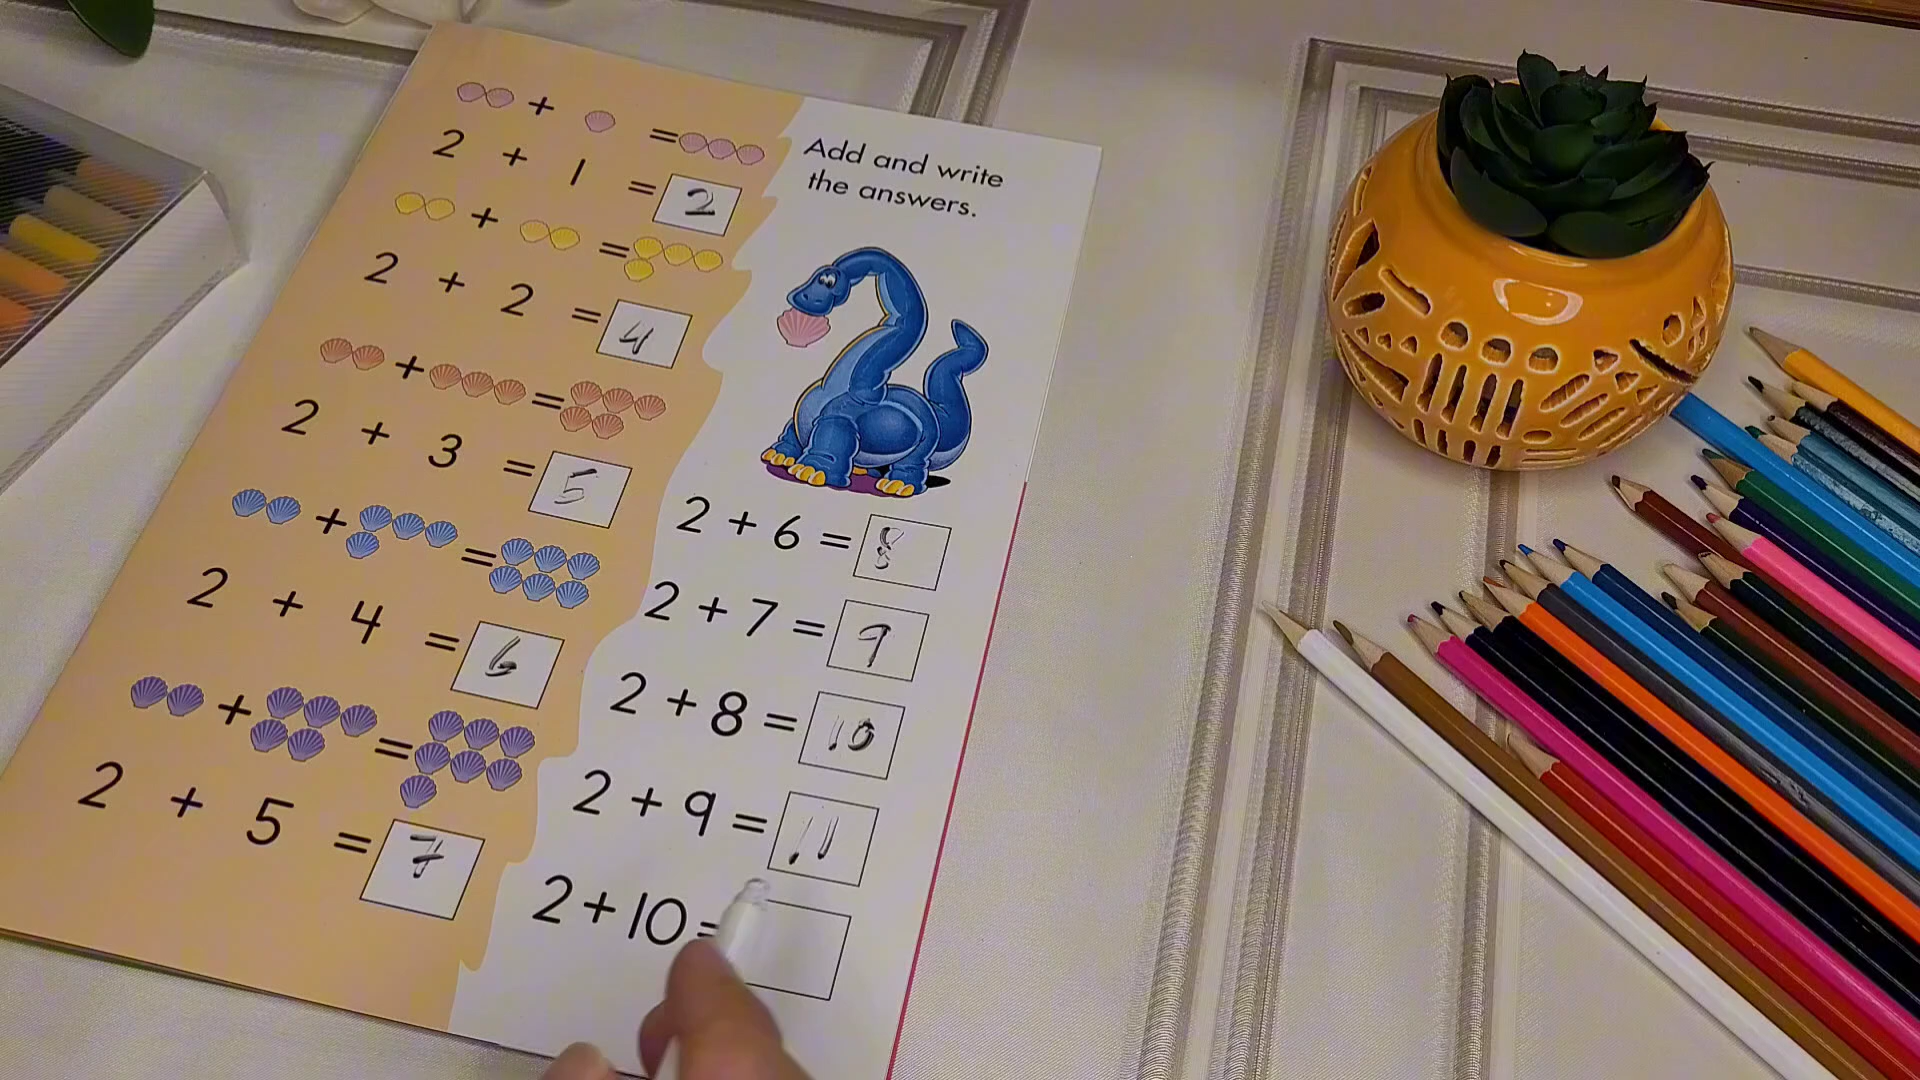 2 + 1 = 2
2 + 2 = 4
2 + 3 = 5
2 + 4 = 6
2 + 5 = 7
Add and write
the answers.
2 + 6 = 8
2 + 7 = 9
2 + 8 = 10
2 + 9 = 11
2 + 10 =